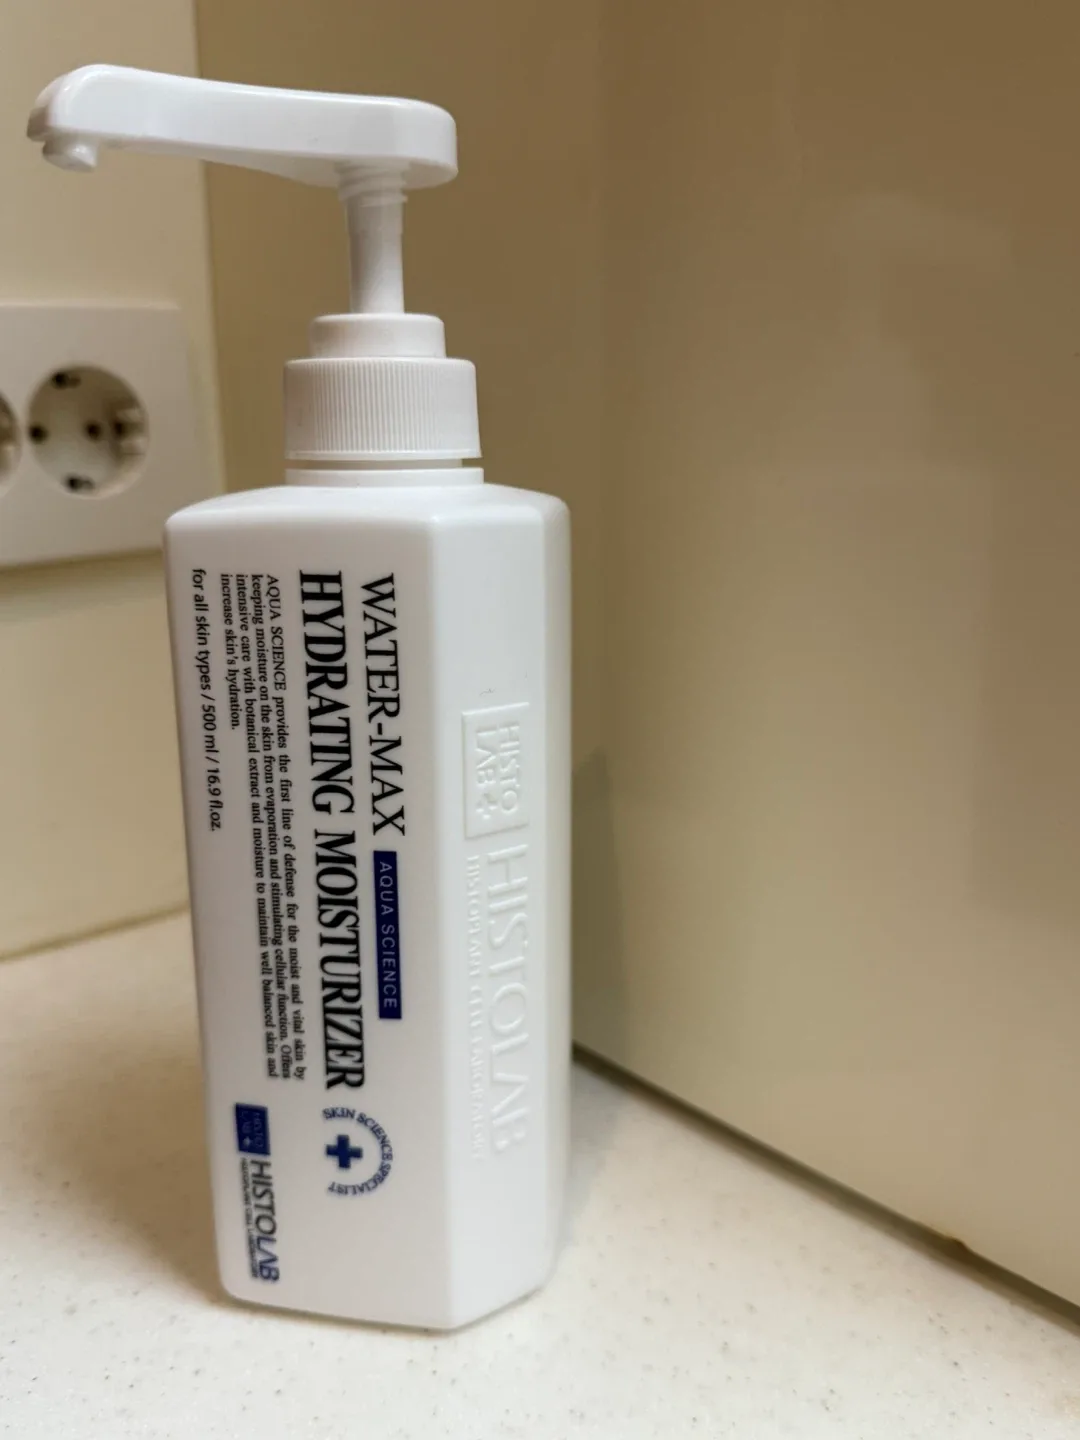 WATER-MAX AQUA SCIENCE
HYDRATING MOISTURIZER
AQUA SCIENCE provides the first line of defense for the moist and vital skin by
keeping moisture on the skin from evaporation and stimulating cellular function. Offers
intensive care with botanical extract and moisture to maintain well balanced skin and
increase skin's hydration.
for all skin types / 500 ml / 16.9 fl.oz.
SKIN SCIENCE SPECIALIST
HISTO
LAB
HISTOLAB
HISTO
LAB
HISTOLAB